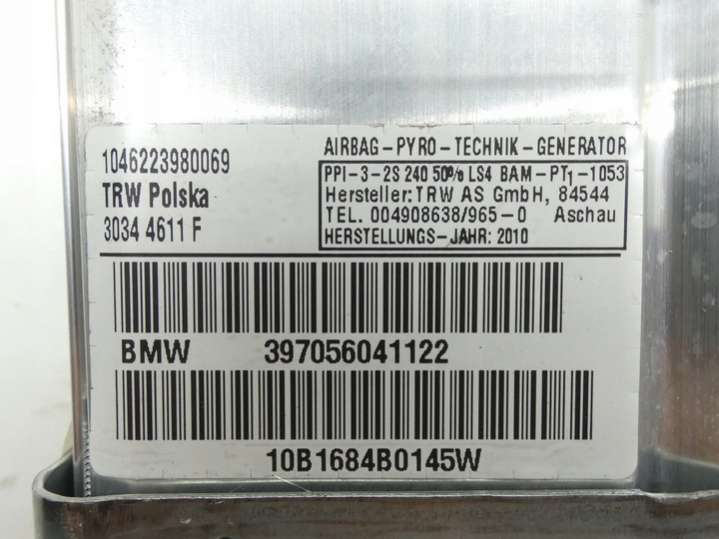 1046223980069
TRW Polska
3034 4611 F
AIRBAG-PYRO-TECHNIK-GENERATOR
PPI-3-2S 240 50% LS4 BAM-PT1-1053
Hersteller: TRW AS GmbH, 84544
TEL. 004908638/965-0 Aschau
HERSTELLUNGS-JAHR: 2010
BMW 397056041122
10B1684B0145W